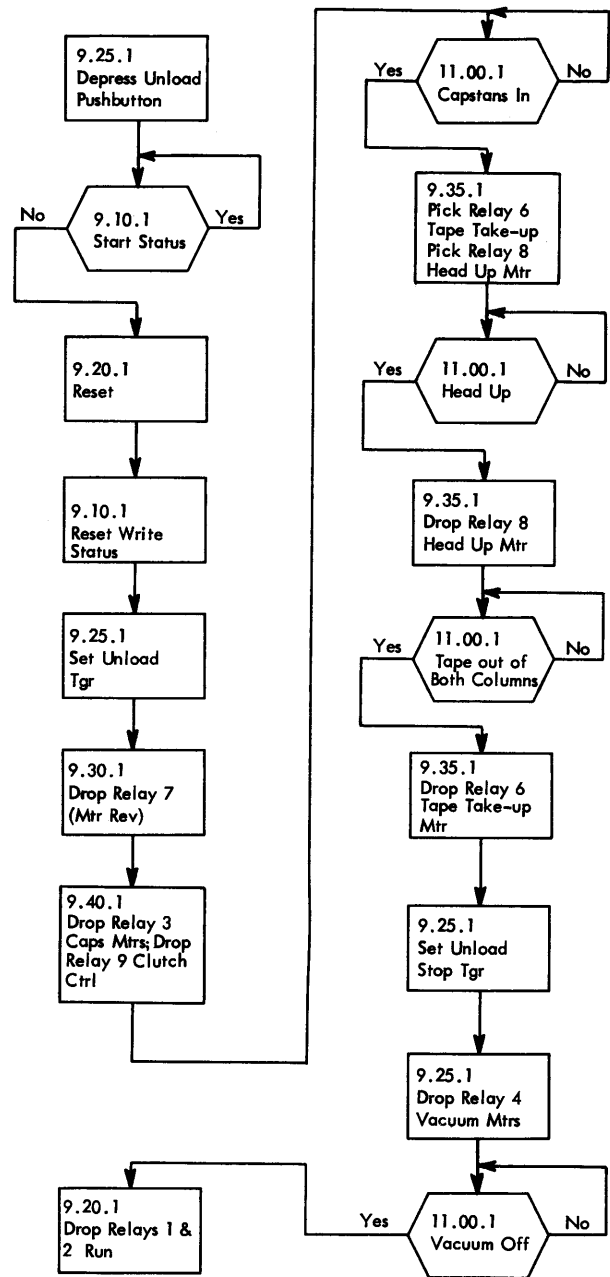 9.25.1
Depress Unload
Pushbutton
No
9.10.1
Start Status
Yes
9.20.1
Reset
9.10.1
Reset Write
Status
9.25.1
Set Unload
Tgr
9.30.1
Drop Relay 7
(Mtr Rev)
9.40.1
Drop Relay 3
Caps Mtrs; Drop
Relay 9 Clutch
Ctrl
Yes
11.00.1
Capstans In
No
9.35.1
Pick Relay 6
Tape Take-up
Pick Relay 8
Head Up Mtr
Yes
11.00.1
Head Up
No
9.35.1
Drop Relay 8
Head Up Mtr
Yes
11.00.1
Tape out of
Both Columns
No
9.35.1
Drop Relay 6
Tape Take-up
Mtr
9.25.1
Set Unload
Stop Tgr
9.25.1
Drop Relay 4
Vacuum Mtrs
Yes
11.00.1
Vacuum Off
No
9.20.1
Drop Relays 1 &
2 Run